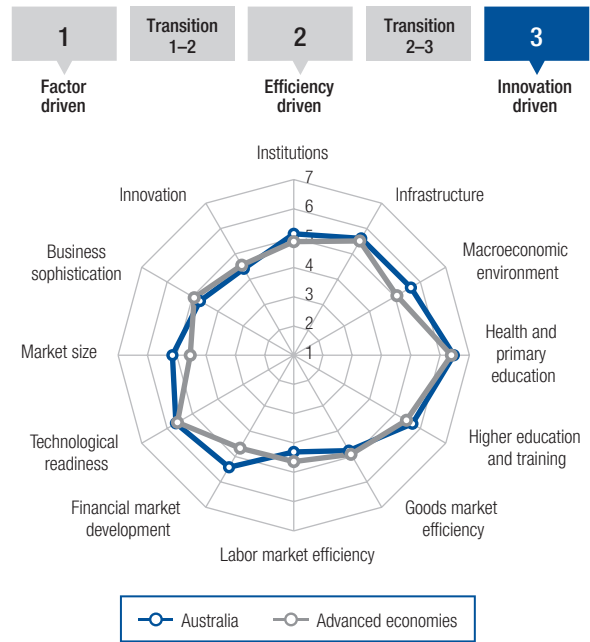 1
Transition
1–2
2
Transition
2–3
3
Factor
driven
Efficiency
driven
Innovation
driven
Institutions
7
Innovation
6
Infrastructure
5
Business
sophistication
4
Macroeconomic
environment
3
2
Market size
1
Health and
primary
education
Technological
readiness
Higher education
and training
Financial market
development
Goods market
efficiency
Labor market efficiency
Australia
Advanced economies